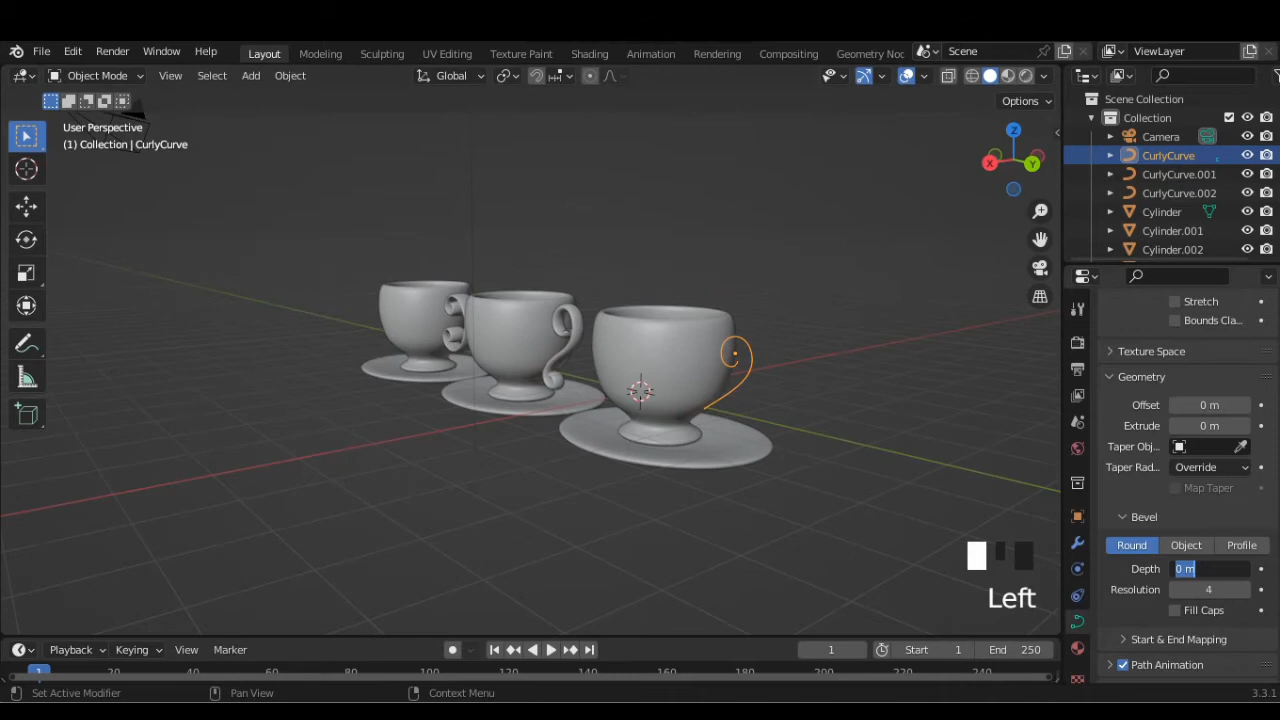 File Edit Render Window Help Layout Modeling Sculpting UV Editing Texture Paint Shading Animation Rendering Compositing Geometry Noc Scene ViewLayer
Object Mode View Select Add Object Global
Options
User Perspective
(1) Collection | CurlyCurve
X Y Z
Scene Collection
Collection
Camera
CurlyCurve
CurlyCurve.001
CurlyCurve.002
Cylinder
Cylinder.001
Cylinder.002
Stretch
Bounds Cla...
Texture Space
Geometry
Offset 0 m
Extrude 0 m
Taper Obj...
Taper Rad... Override
Map Taper
Bevel
Round Object Profile
Depth 0 m
Resolution 4
Fill Caps
Start & End Mapping
Path Animation
Left
Playback Keying View Marker 1 Start 1 End 250
1 20 40 60 80 100 120 140 160 180 200 220 240
Set Active Modifier Pan View Context Menu 3.3.1